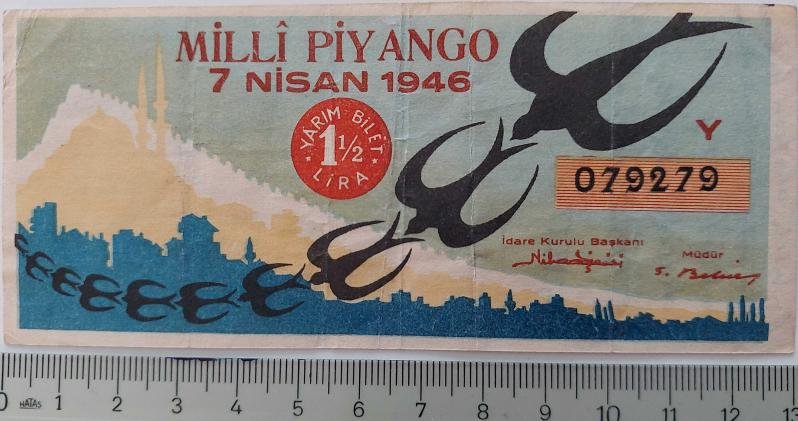 MİLLÎ PİYANGO
7 NİSAN 1946
YARIM BİLET
1 1/2
LİRA
Y
079279
İdare Kurulu Başkanı
Müdür
0 HATAS 1 2 3 4 5 6 7 8 9 10 11 12 13